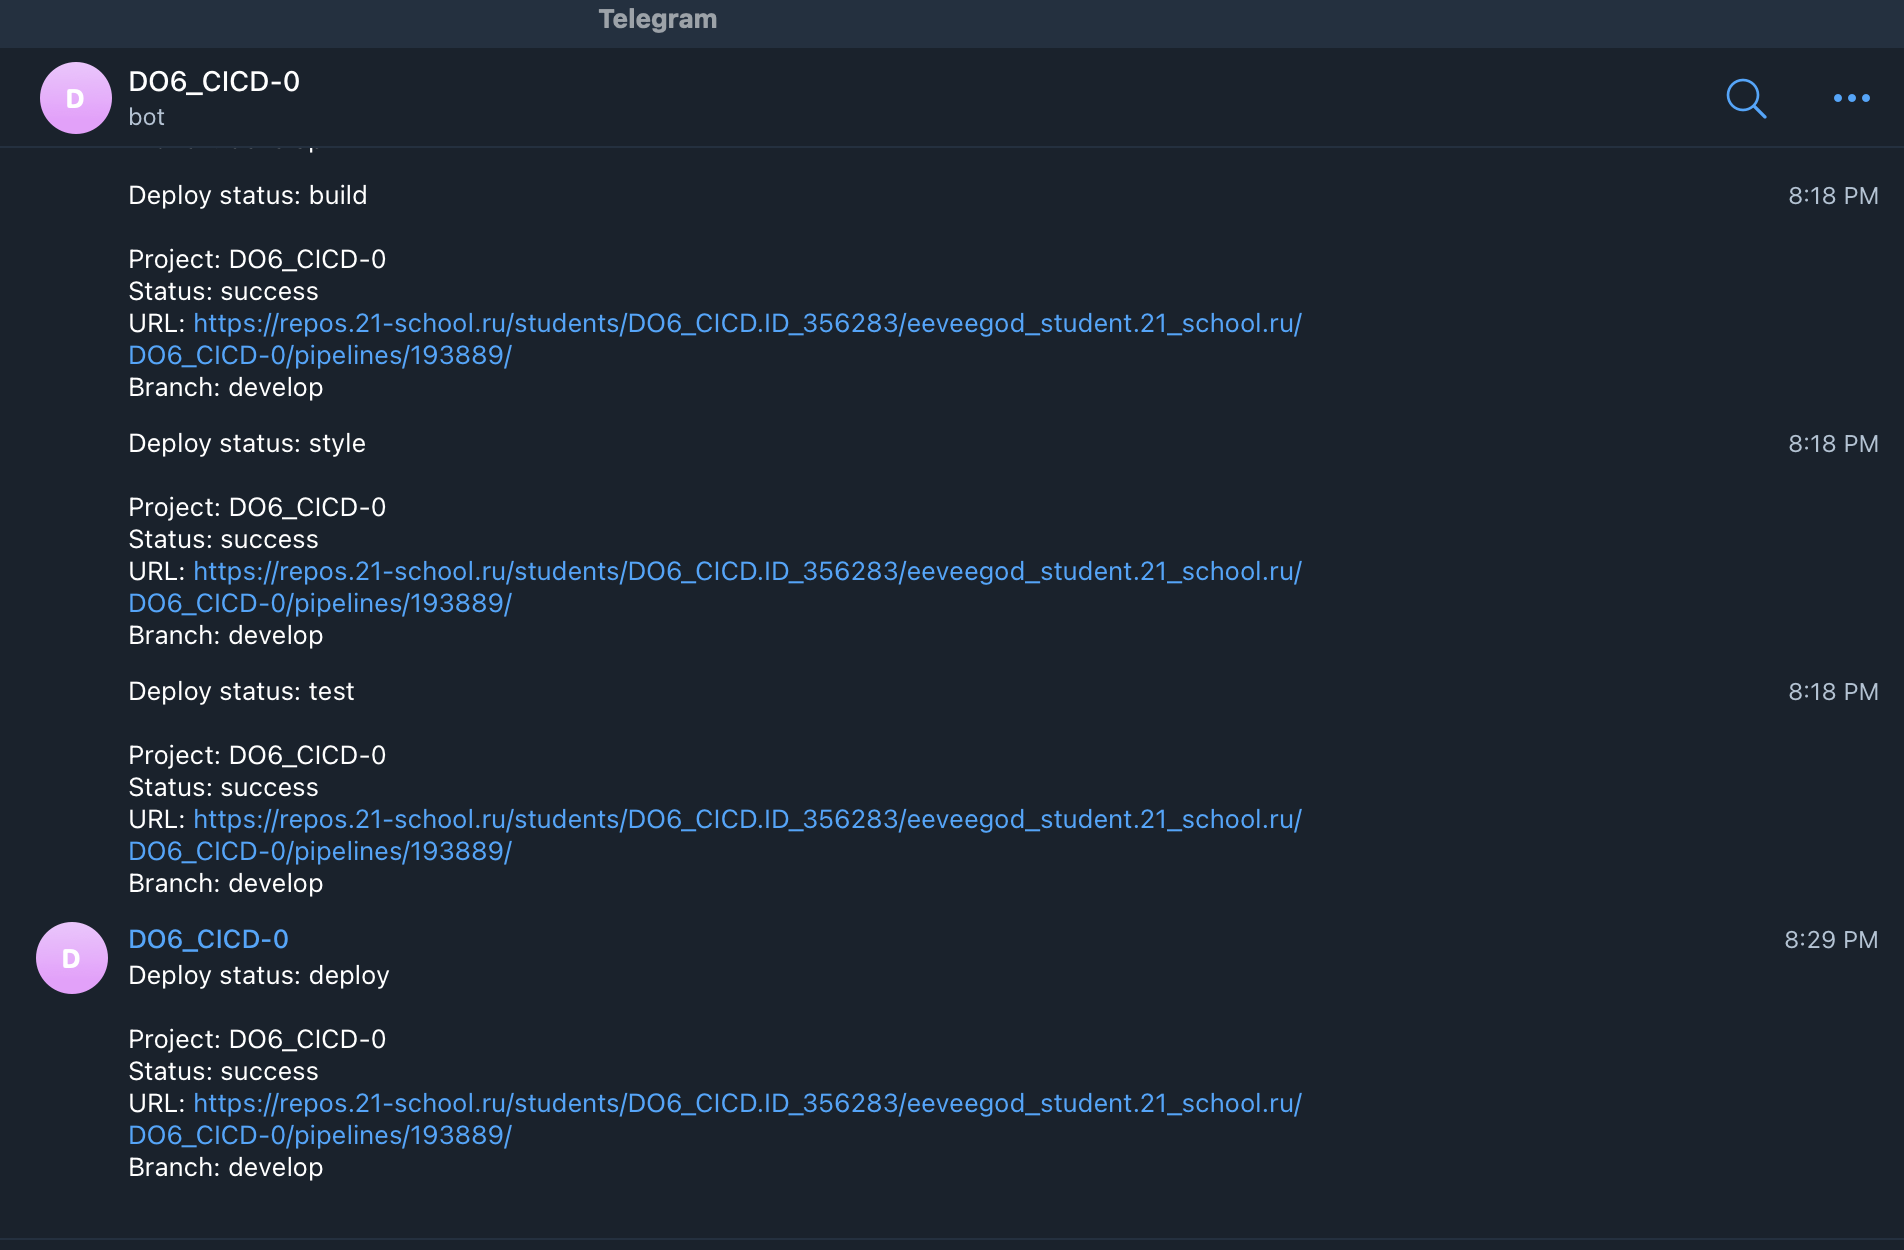 Telegram
D
DO6_CICD-0
bot
Deploy status: build
8:18 PM
Project: DO6_CICD-0
Status: success
URL: https://repos.21-school.ru/students/DO6_CICD.ID_356283/eeveegod_student.21_school.ru/
DO6_CICD-0/pipelines/193889/
Branch: develop
Deploy status: style
8:18 PM
Project: DO6_CICD-0
Status: success
URL: https://repos.21-school.ru/students/DO6_CICD.ID_356283/eeveegod_student.21_school.ru/
DO6_CICD-0/pipelines/193889/
Branch: develop
Deploy status: test
8:18 PM
Project: DO6_CICD-0
Status: success
URL: https://repos.21-school.ru/students/DO6_CICD.ID_356283/eeveegod_student.21_school.ru/
DO6_CICD-0/pipelines/193889/
Branch: develop
D
DO6_CICD-0
8:29 PM
Deploy status: deploy
Project: DO6_CICD-0
Status: success
URL: https://repos.21-school.ru/students/DO6_CICD.ID_356283/eeveegod_student.21_school.ru/
DO6_CICD-0/pipelines/193889/
Branch: develop